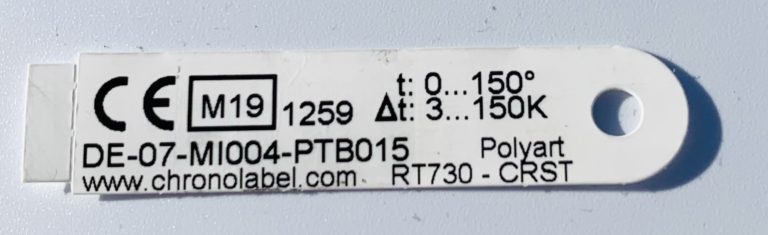 CE M19 1259 t: 0...150°
Δt: 3...150K
DE-07-MI004-PTB015 Polyart
www.chronolabel.com RT730 - CRST